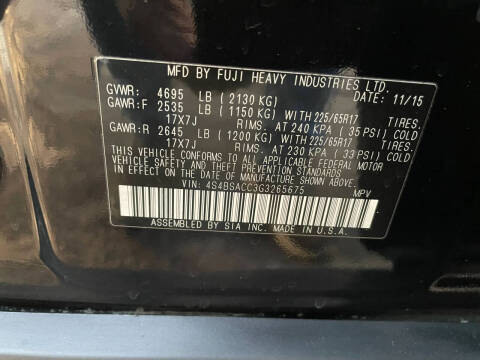 MFD BY FUJI HEAVY INDUSTRIES LTD.
GVWR: 4695 LB ( 2130 KG) DATE: 11/15
GAWR:F 2535 LB ( 1150 KG) WITH 225/65R17 TIRES.
17X7J RIMS. AT 240 KPA ( 35 PSI) COLD
GAWR:R 2645 LB ( 1200 KG) WITH 225/65R17 TIRES.
17X7J RIMS. AT 230 KPA ( 33 PSI) COLD
THIS VEHICLE CONFORMS TO ALL APPLICABLE FEDERAL MOTOR
VEHICLE SAFETY AND THEFT PREVENTION STANDARDS IN EFFECT ON THE DATE
OF MANUFACTURE SHOWN ABOVE.
VIN: 4S4BSACC3G3265675 MPV
ASSEMBLED BY SIA INC. MADE IN U.S.A.